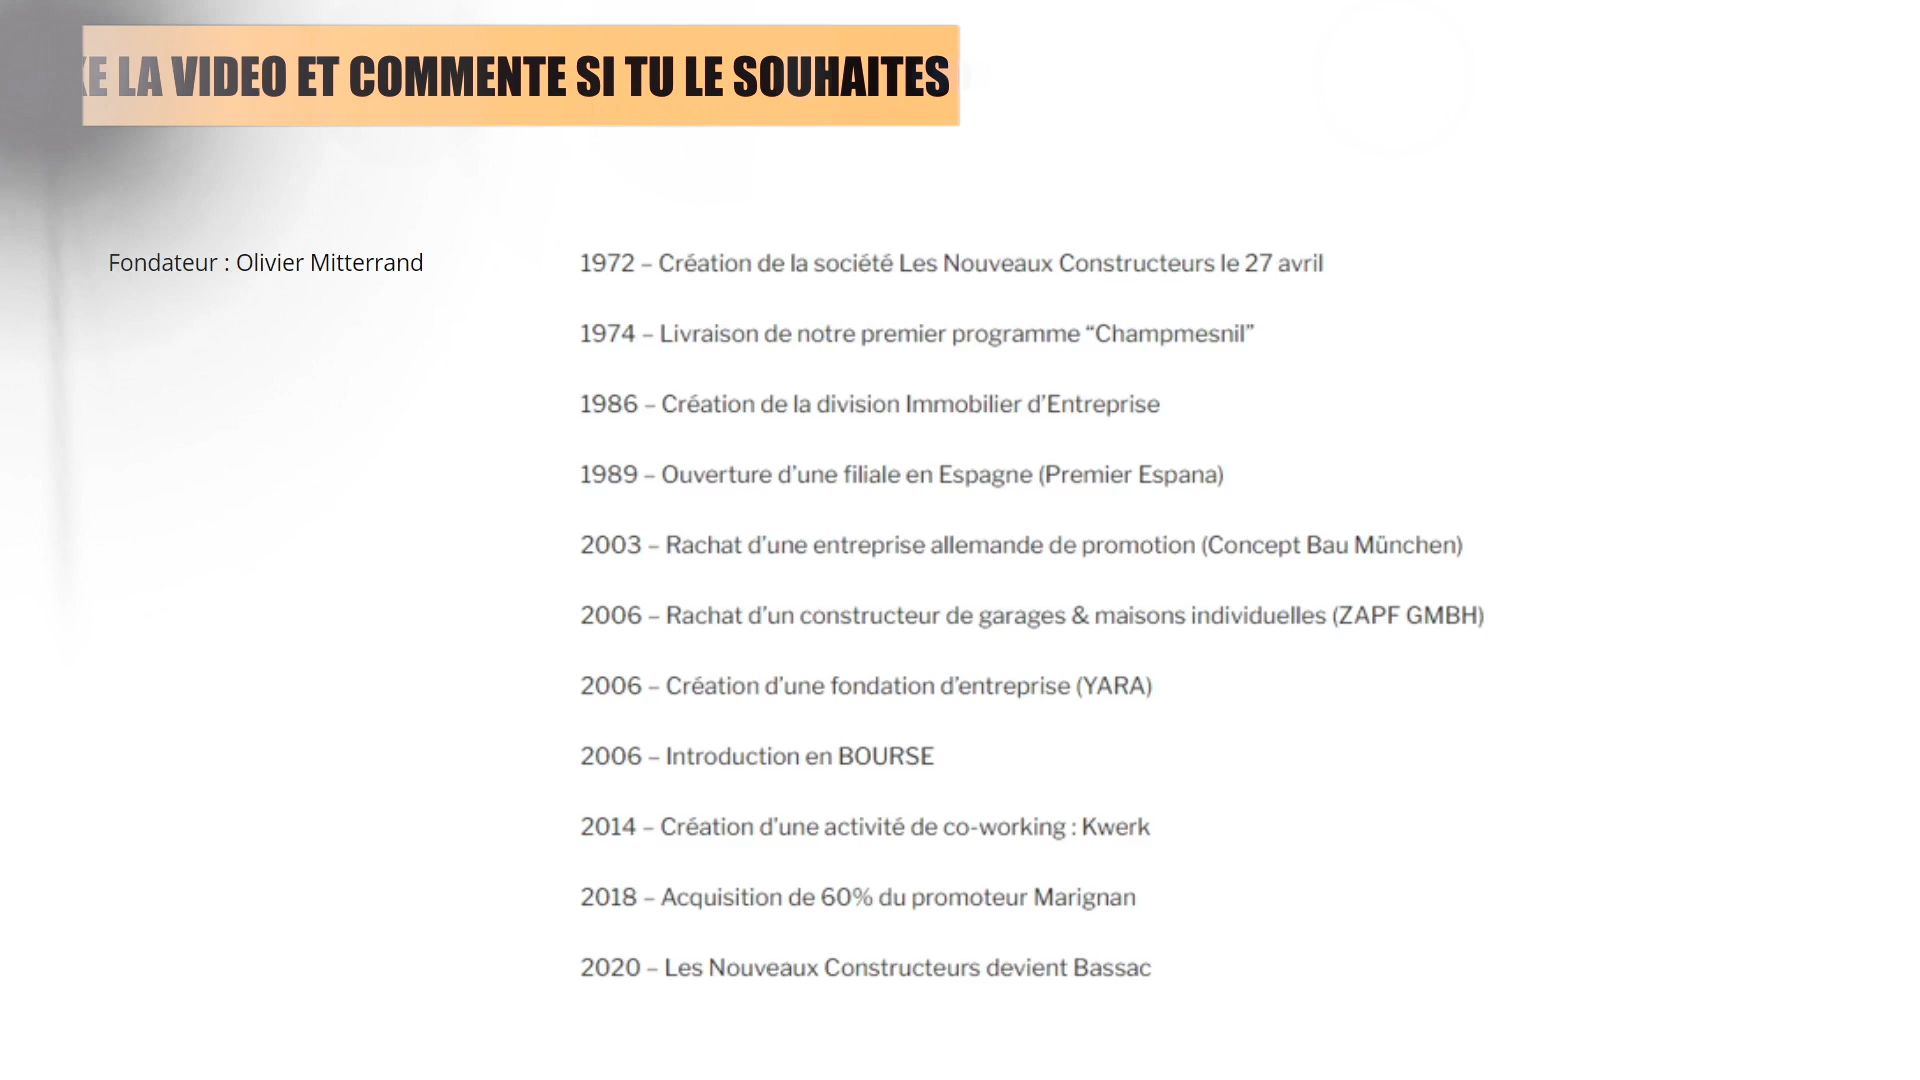 LA VIDEO ET COMMENTE SI TU LE SOUHAITES
Fondateur : Olivier Mitterrand
1972 – Création de la société Les Nouveaux Constructeurs le 27 avril
1974 – Livraison de notre premier programme “Champmesnil”
1986 – Création de la division Immobilier d’Entreprise
1989 – Ouverture d’une filiale en Espagne (Premier Espana)
2003 – Rachat d’une entreprise allemande de promotion (Concept Bau München)
2006 – Rachat d’un constructeur de garages & maisons individuelles (ZAPF GMBH)
2006 – Création d’une fondation d’entreprise (YARA)
2006 – Introduction en BOURSE
2014 – Création d’une activité de co-working : Kwerk
2018 – Acquisition de 60% du promoteur Marignan
2020 – Les Nouveaux Constructeurs devient Bassac